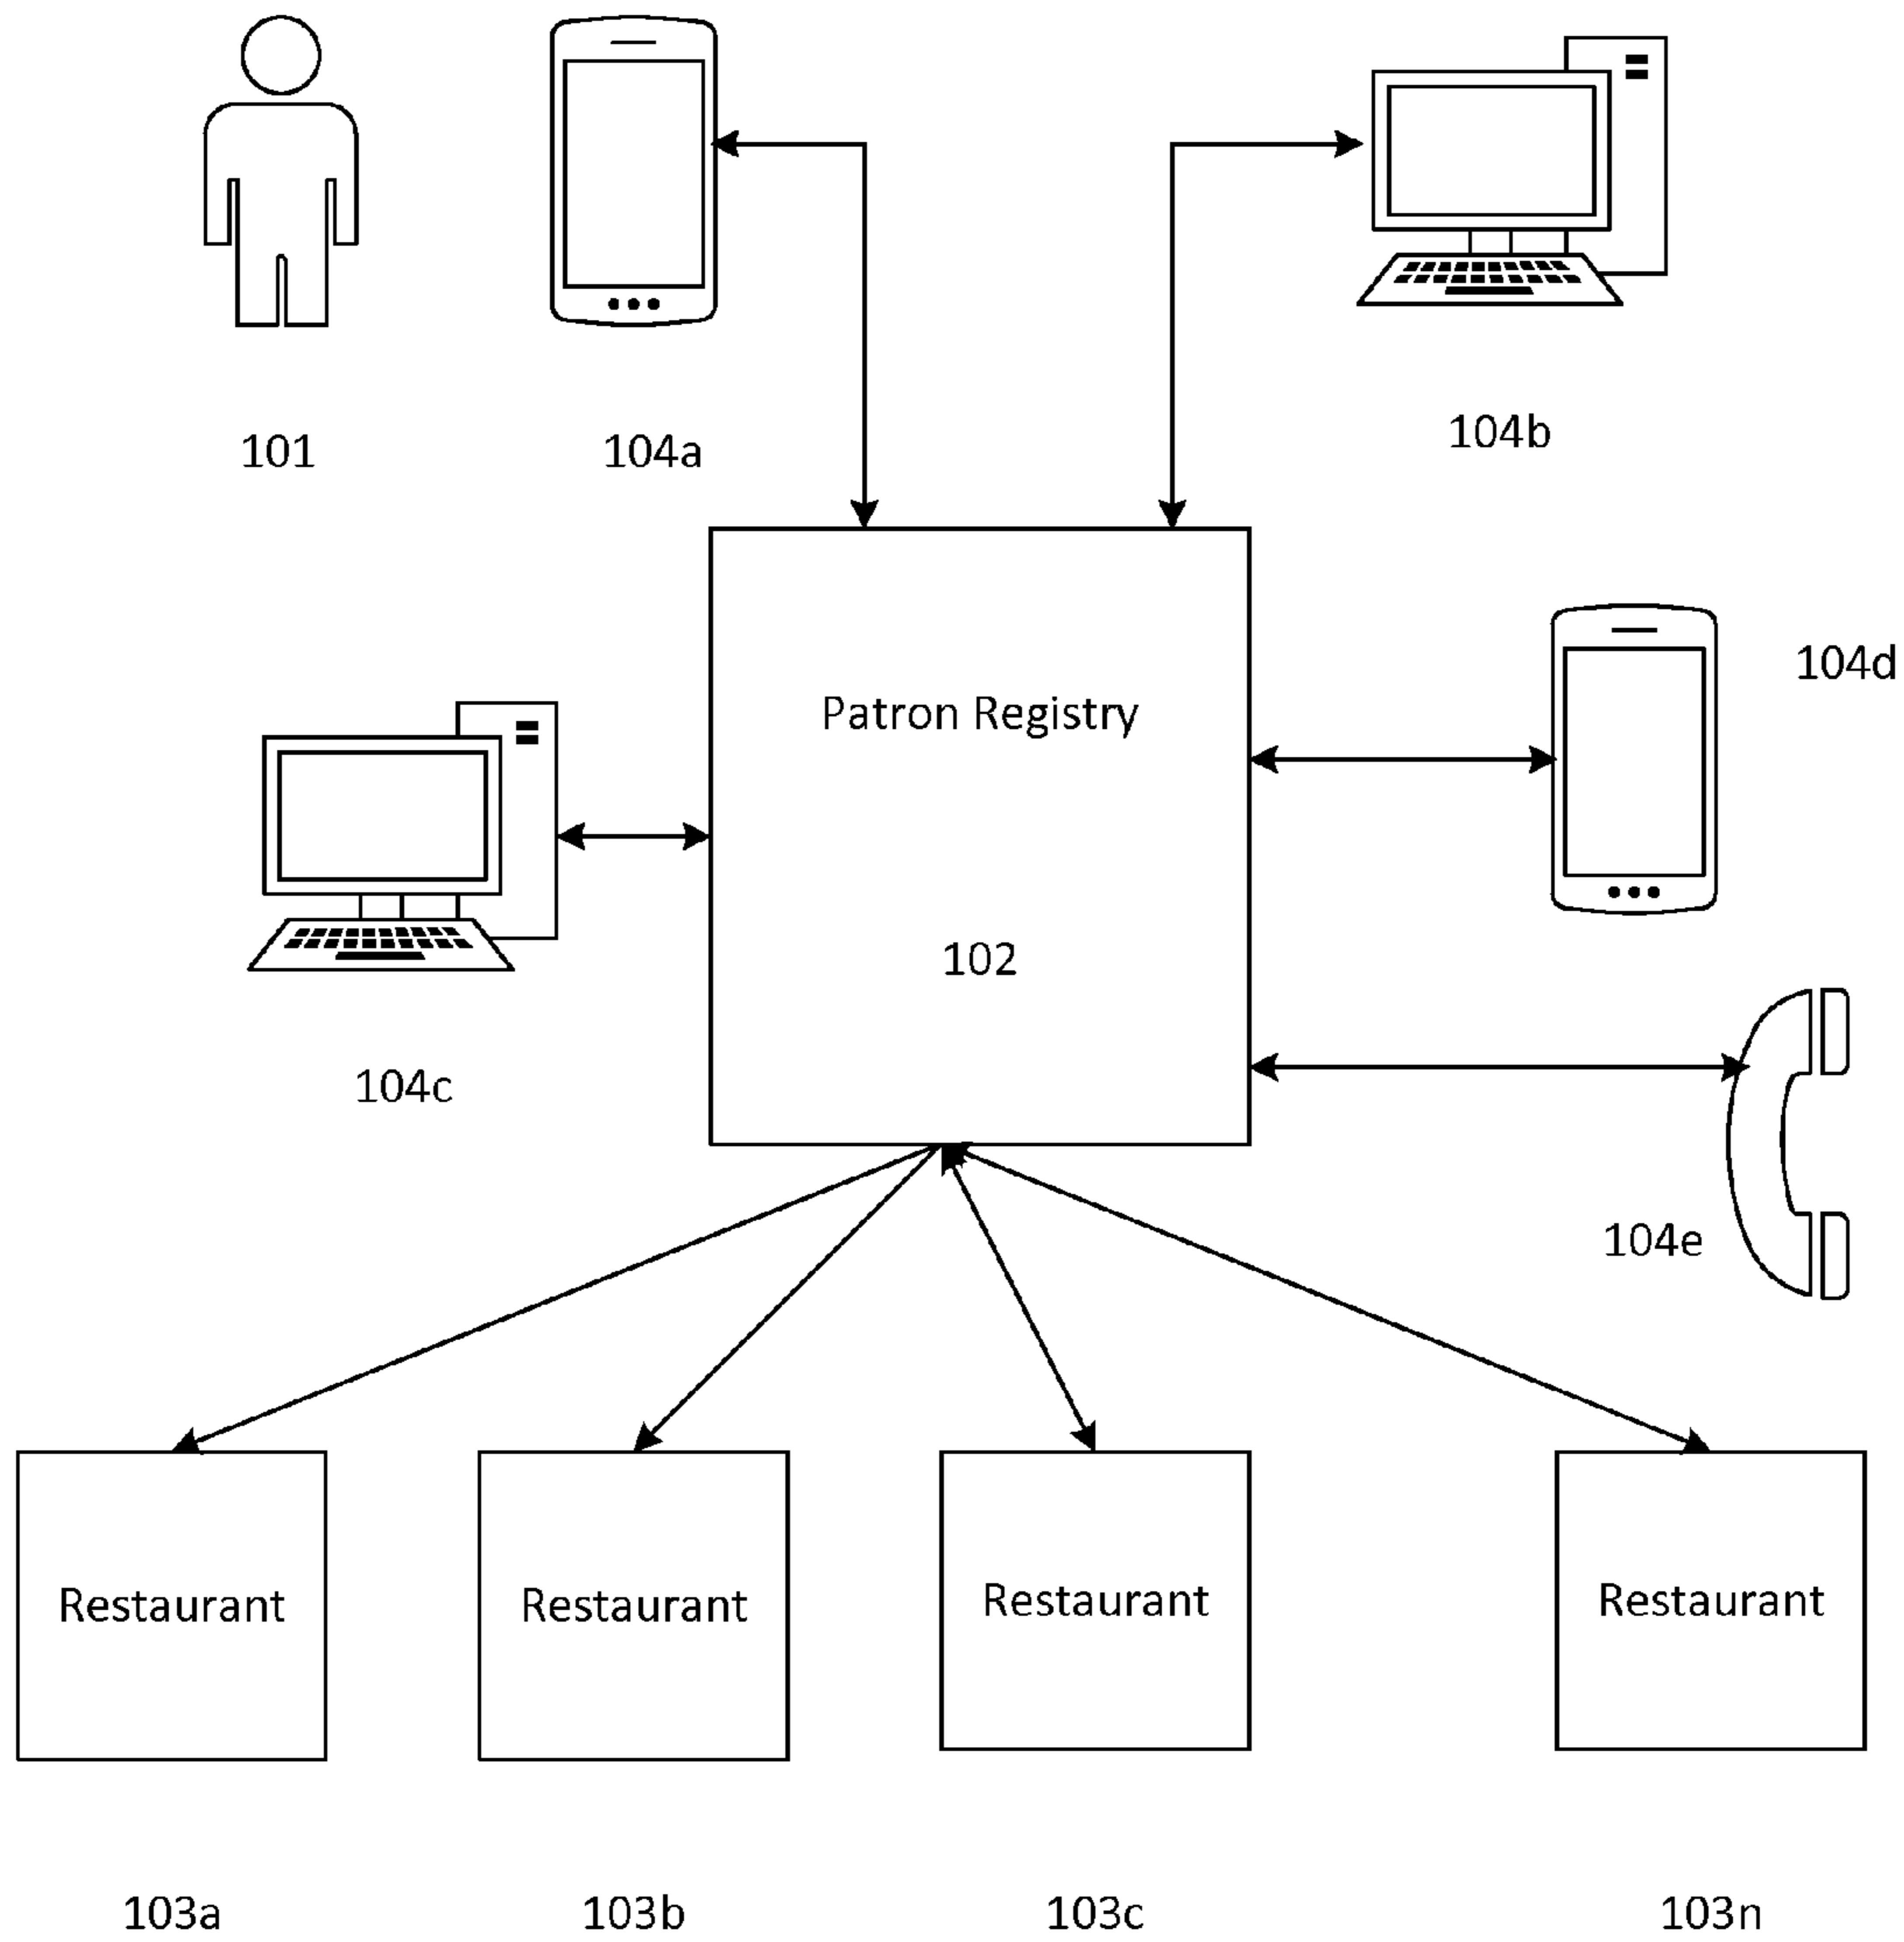 101
104a
104b
Patron Registry
104d
102
104c
104e
Restaurant
Restaurant
Restaurant
Restaurant
103a
103b
103c
103n